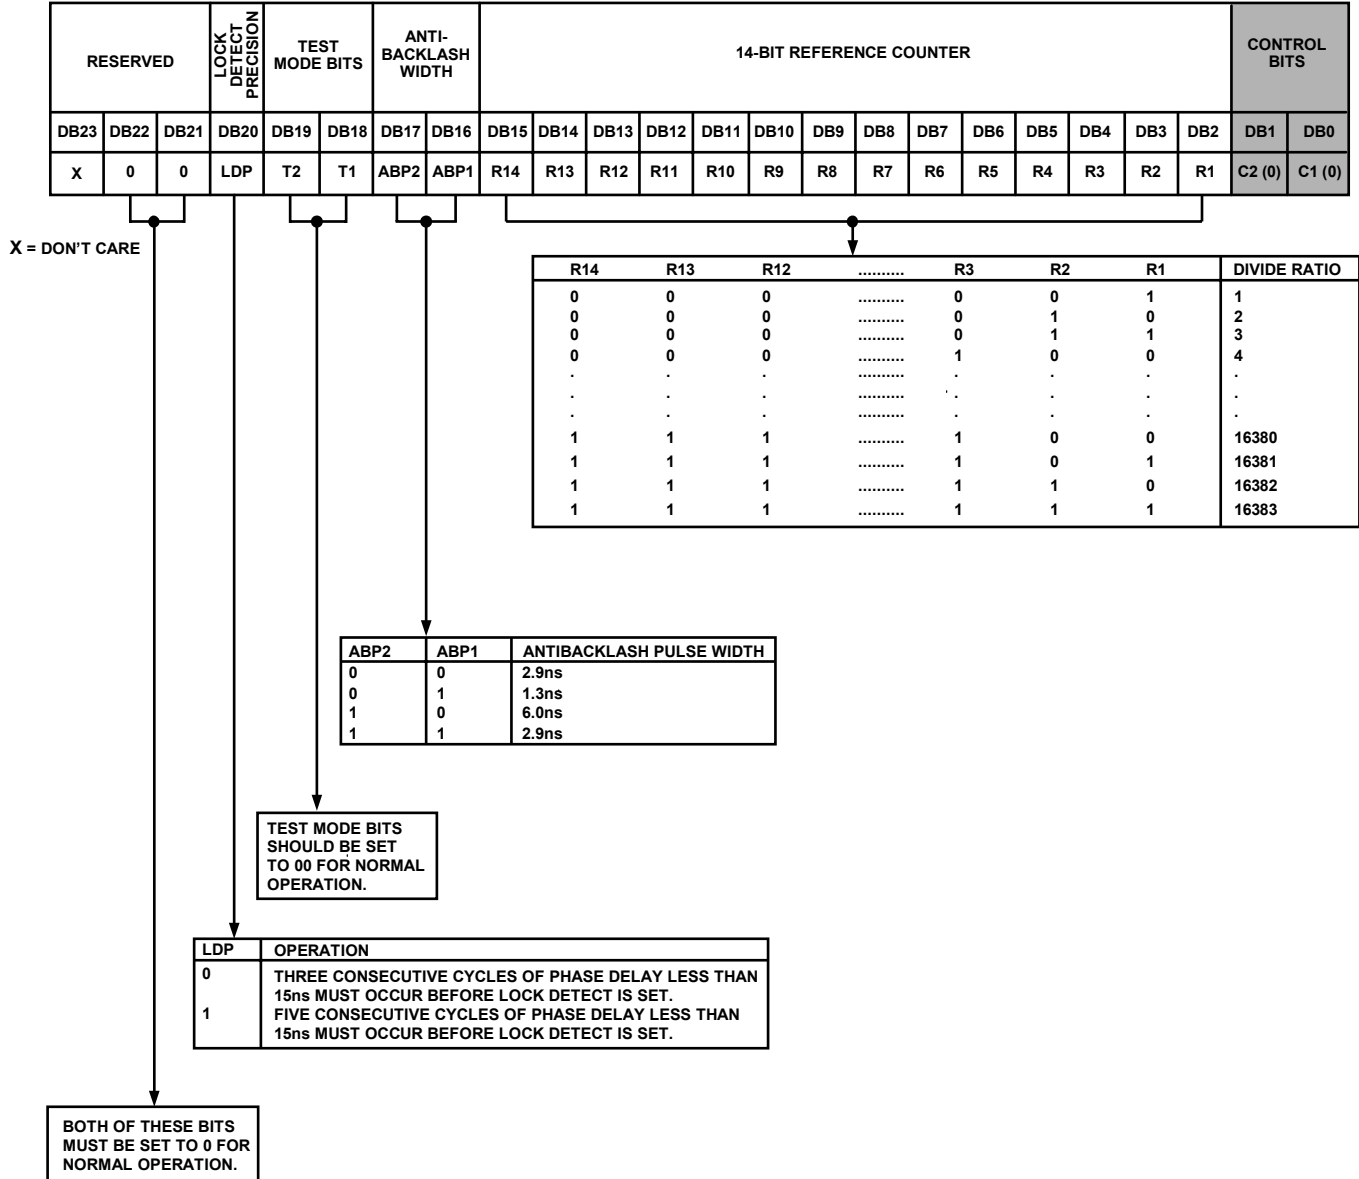 RESERVED
LOCK
DETECT
PRECISION
TEST
MODE BITS
ANTI-
BACKLASH
WIDTH
14-BIT REFERENCE COUNTER
CONTROL
BITS
DB23 DB22 DB21 DB20 DB19 DB18 DB17 DB16 DB15 DB14 DB13 DB12 DB11 DB10 DB9 DB8 DB7 DB6 DB5 DB4 DB3 DB2 DB1 DB0
X 0 0 LDP T2 T1 ABP2 ABP1 R14 R13 R12 R11 R10 R9 R8 R7 R6 R5 R4 R3 R2 R1 C2 (0) C1 (0)
X = DON'T CARE
R14 R13 R12 .......... R3 R2 R1 DIVIDE RATIO
0 0 0 .......... 0 0 1 1
0 0 0 .......... 0 1 0 2
0 0 0 .......... 0 1 1 3
0 0 0 .......... 1 0 0 4
. . . .......... . . . .
. . . .......... . . . .
. . . .......... . . . .
1 1 1 .......... 1 0 0 16380
1 1 1 .......... 1 0 1 16381
1 1 1 .......... 1 1 0 16382
1 1 1 .......... 1 1 1 16383
ABP2 ABP1 ANTIBACKLASH PULSE WIDTH
0 0 2.9ns
0 1 1.3ns
1 0 6.0ns
1 1 2.9ns
TEST MODE BITS
SHOULD BE SET
TO 00 FOR NORMAL
OPERATION.
LDP OPERATION
0 THREE CONSECUTIVE CYCLES OF PHASE DELAY LESS THAN
15ns MUST OCCUR BEFORE LOCK DETECT IS SET.
1 FIVE CONSECUTIVE CYCLES OF PHASE DELAY LESS THAN
15ns MUST OCCUR BEFORE LOCK DETECT IS SET.
BOTH OF THESE BITS
MUST BE SET TO 0 FOR
NORMAL OPERATION.